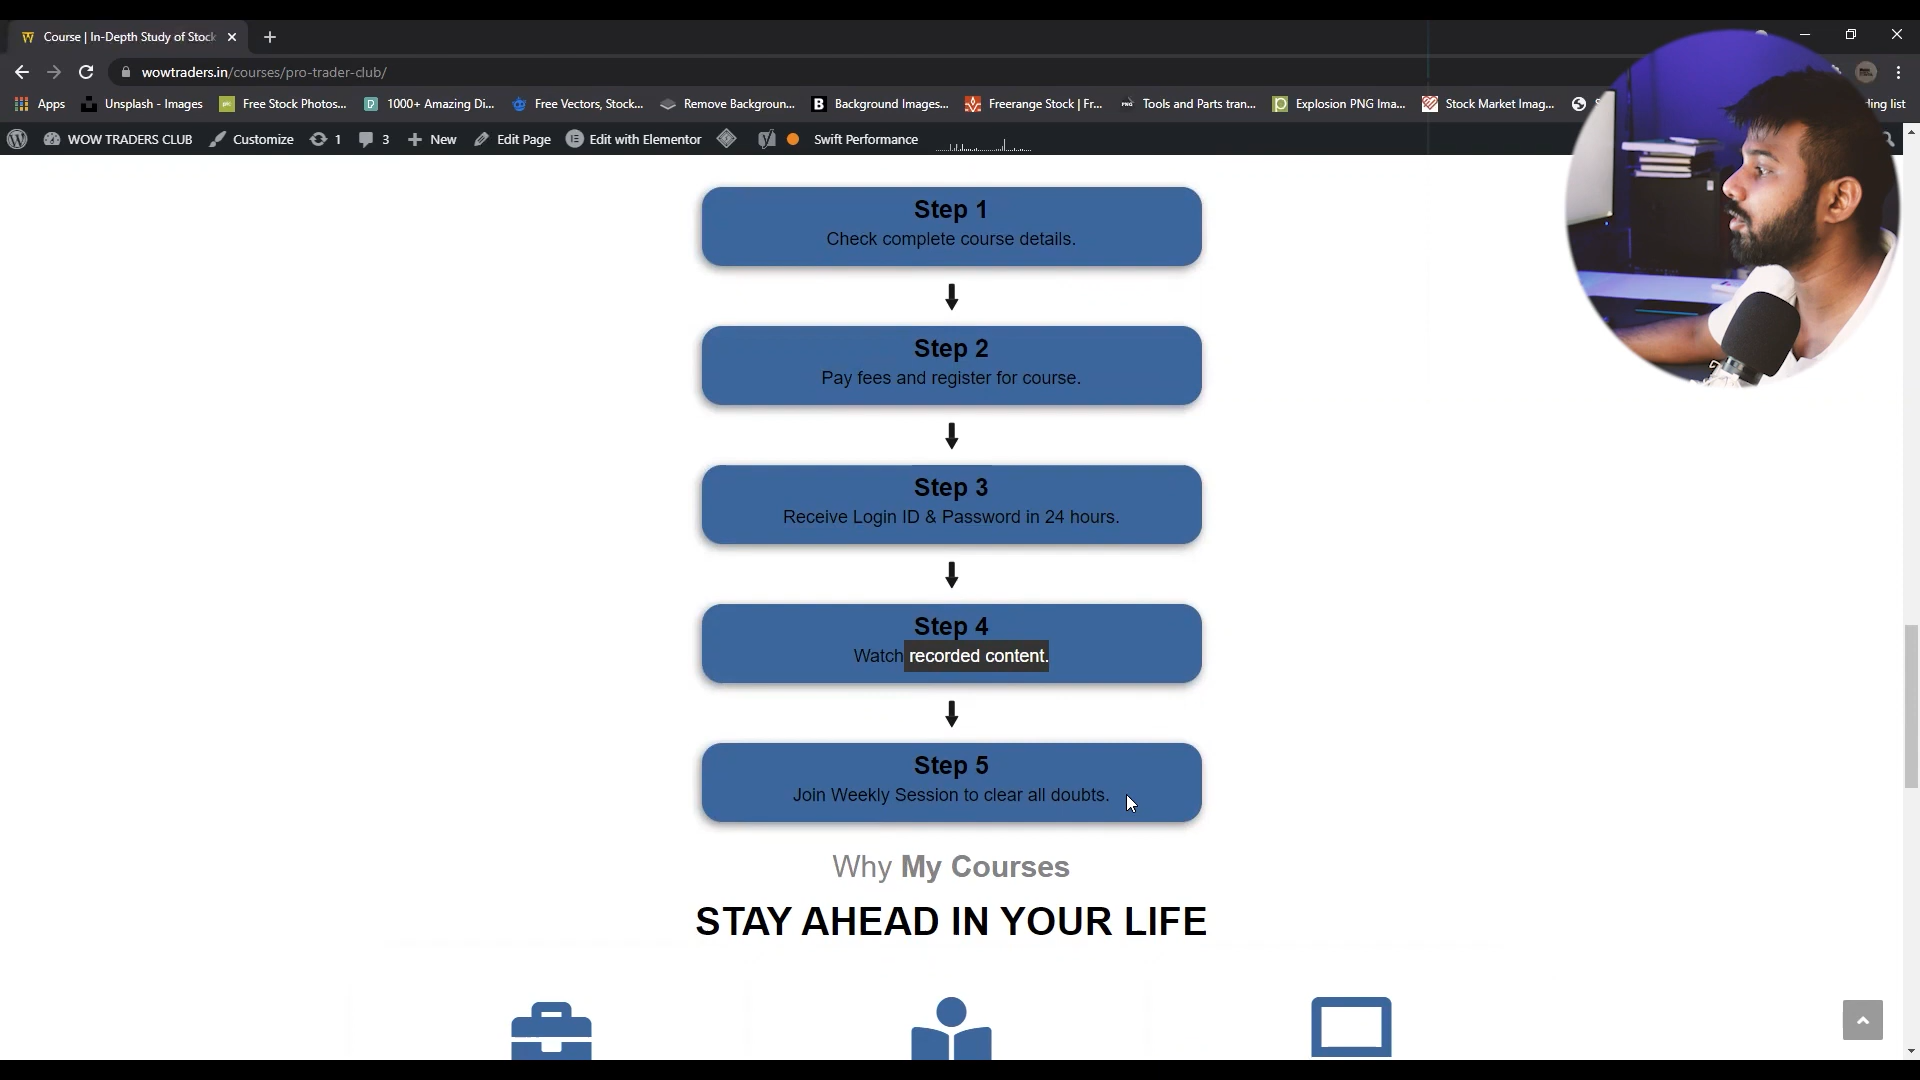 Course | In-Depth Study of Stock
wowtraders.in/courses/pro-trader-club/
Apps Unsplash - Images Free Stock Photos... 1000+ Amazing Di... Free Vectors, Stock... Remove Backgroun... Background Images... Freerange Stock | Fr... Tools and Parts tran... Explosion PNG Ima... Stock Market Imag... ding list
WOW TRADERS CLUB Customize 1 3 New Edit Page Edit with Elementor Swift Performance
Step 1
Check complete course details.
Step 2
Pay fees and register for course.
Step 3
Receive Login ID & Password in 24 hours.
Step 4
Watch recorded content.
Step 5
Join Weekly Session to clear all doubts.
Why My Courses
STAY AHEAD IN YOUR LIFE